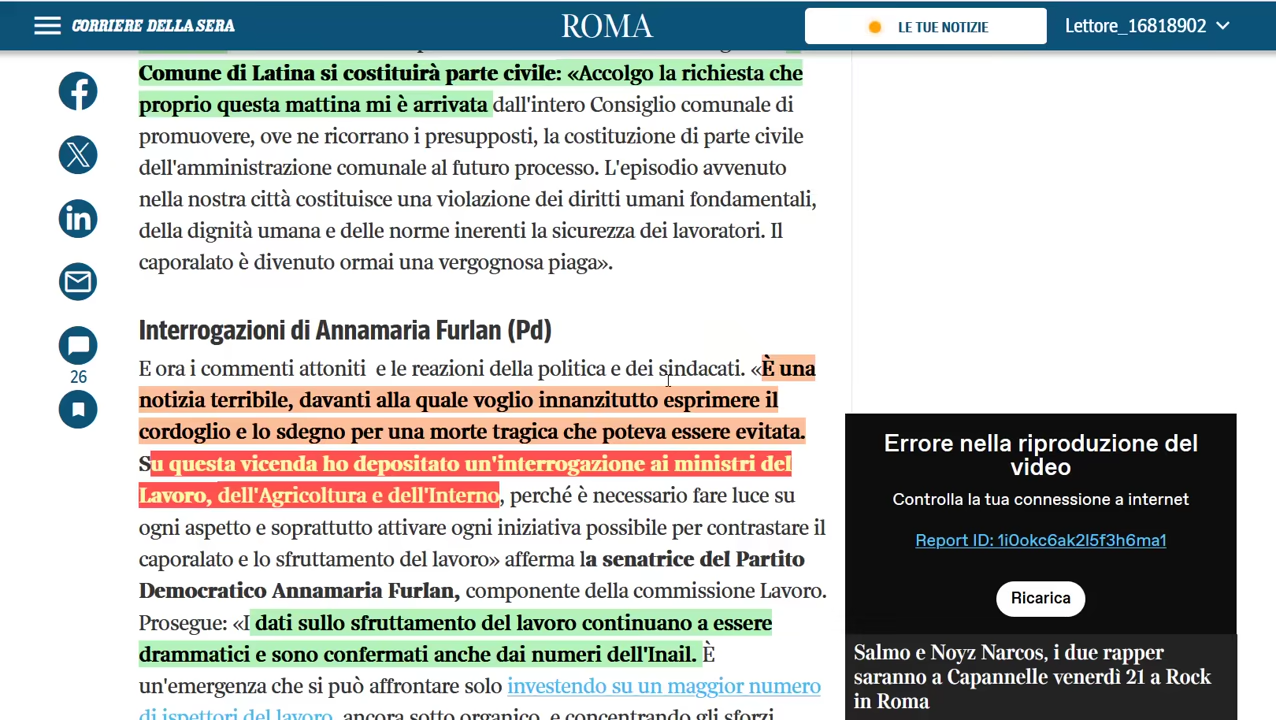 CORRIERE DELLA SERA
ROMA
LE TUE NOTIZIE
Lettore_16818902
Comune di Latina si costituirà parte civile: «Accolgo la richiesta che
proprio questa mattina mi è arrivata dall'intero Consiglio comunale di
promuovere, ove ne ricorrano i presupposti, la costituzione di parte civile
dell'amministrazione comunale al futuro processo. L'episodio avvenuto
nella nostra città costituisce una violazione dei diritti umani fondamentali,
della dignità umana e delle norme inerenti la sicurezza dei lavoratori. Il
caporalato è divenuto ormai una vergognosa piaga».
26
Interrogazioni di Annamaria Furlan (Pd)
E ora i commenti attoniti e le reazioni della politica e dei sindacati. «È una
notizia terribile, davanti alla quale voglio innanzitutto esprimere il
cordoglio e lo sdegno per una morte tragica che poteva essere evitata.
Su questa vicenda ho depositato un'interrogazione ai ministri del
Lavoro, dell'Agricoltura e dell'Interno, perché è necessario fare luce su
ogni aspetto e soprattutto attivare ogni iniziativa possibile per contrastare il
caporalato e lo sfruttamento del lavoro» afferma la senatrice del Partito
Democratico Annamaria Furlan, componente della commissione Lavoro.
Prosegue: «I dati sullo sfruttamento del lavoro continuano a essere
drammatici e sono confermati anche dai numeri dell'Inail. È
un'emergenza che si può affrontare solo investendo su un maggior numero
di ispettori del lavoro, ancora sotto organico, e concentrando gli sforzi
Errore nella riproduzione del
video
Controlla la tua connessione a internet
Report ID: 1i0okc6ak2l5f3h6ma1
Ricarica
Salmo e Noyz Narcos, i due rapper
saranno a Capannelle venerdì 21 a Rock
in Roma